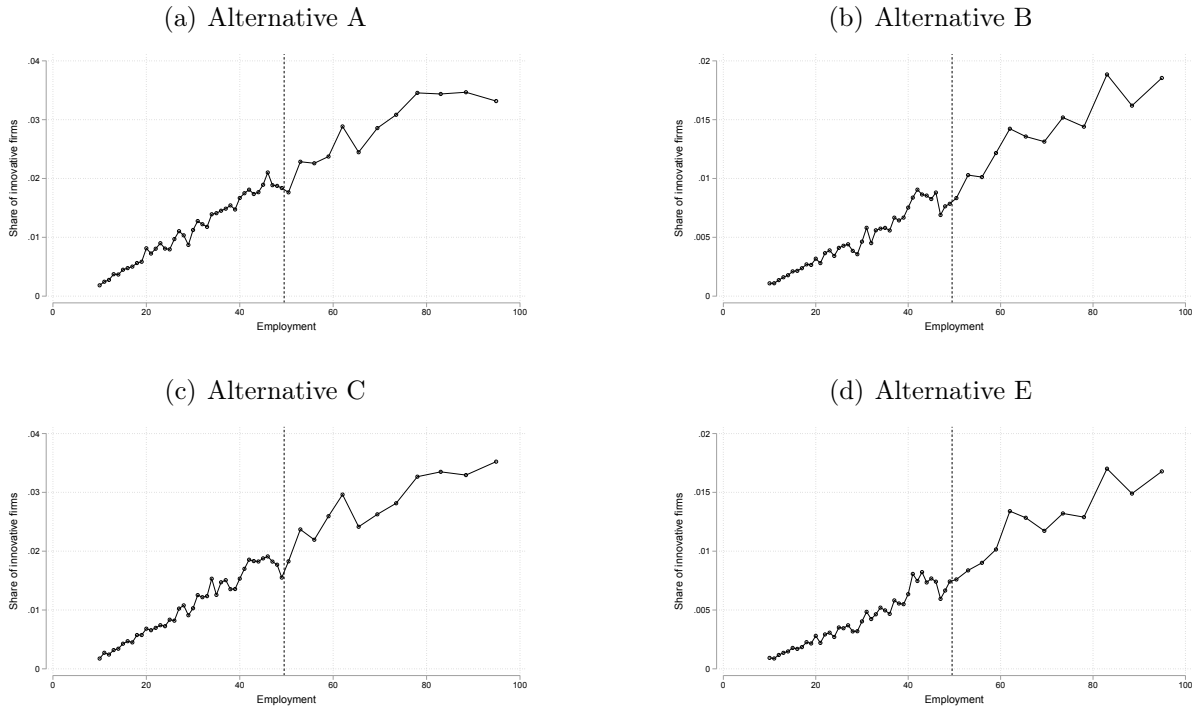 (a) Alternative A
(b) Alternative B
.04
.03
.02
.01
0
Share of innovative firms
0 20 40 60 80 100
Employment
.02
.015
.01
.005
0
Share of innovative firms
0 20 40 60 80 100
Employment
(c) Alternative C
(d) Alternative E
.04
.03
.02
.01
0
Share of innovative firms
0 20 40 60 80 100
Employment
.02
.015
.01
.005
0
Share of innovative firms
0 20 40 60 80 100
Employment